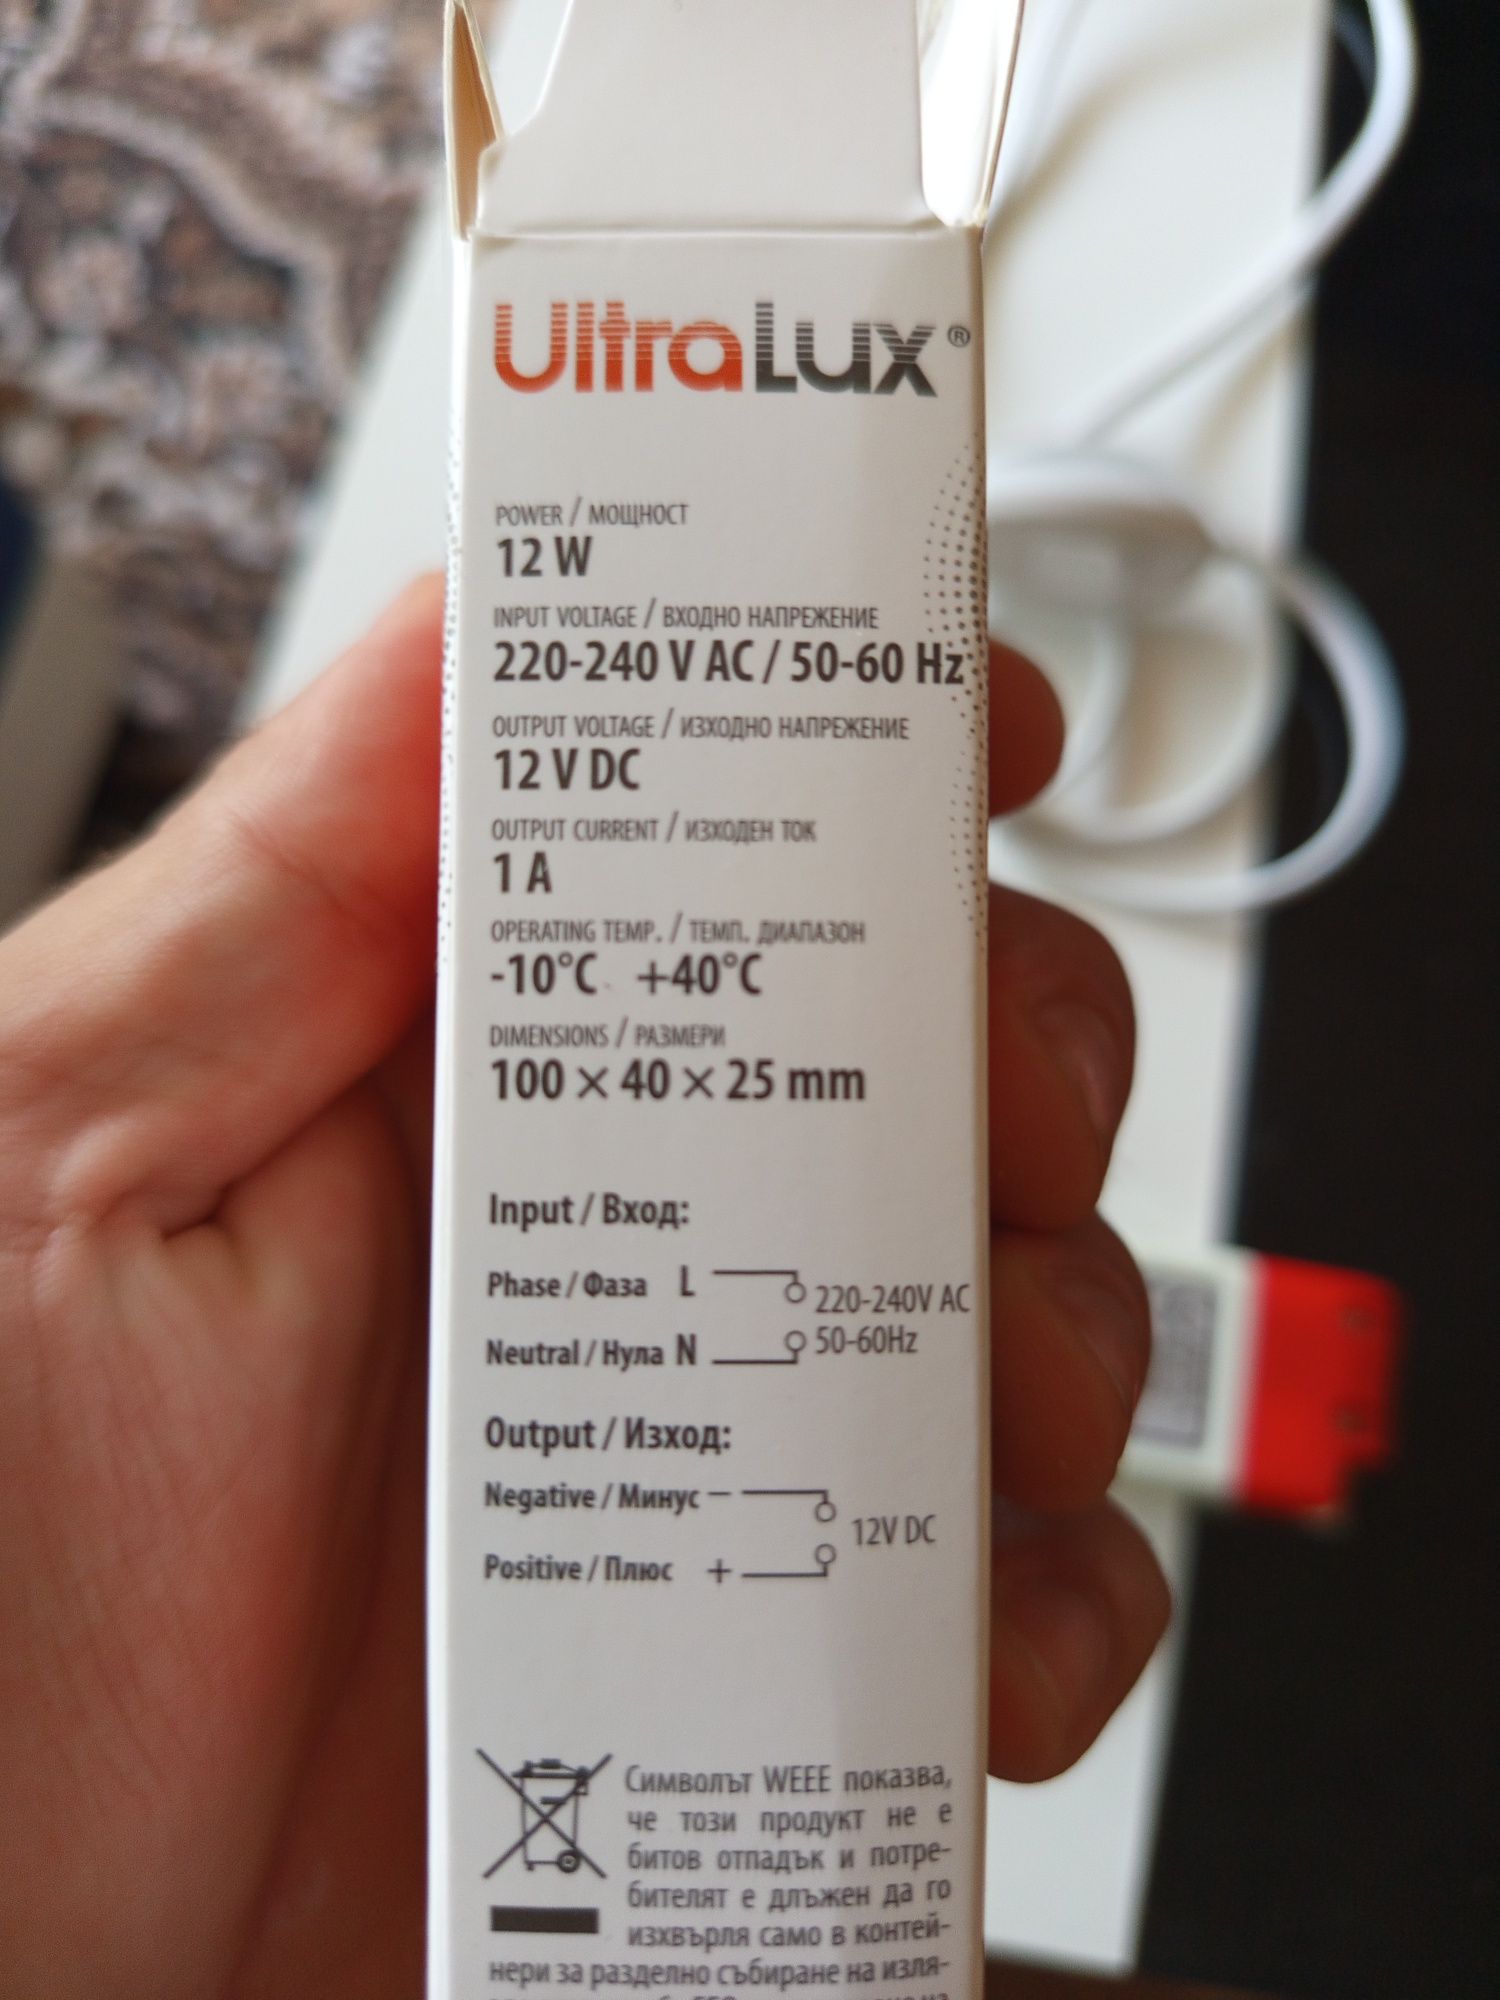 UltraLux®
POWER / МОЩНОСТ
12 W
INPUT VOLTAGE / ВХОДНО НАПРЕЖЕНИЕ
220-240 V AC / 50-60 Hz
OUTPUT VOLTAGE / ИЗХОДНО НАПРЕЖЕНИЕ
12 V DC
OUTPUT CURRENT / ИЗХОДЕН ТОК
1 A
OPERATING TEMP. / ТЕМП. ДИАПАЗОН
-10°C +40°C
DIMENSIONS / РАЗМЕРИ
100 × 40 × 25 mm
Input / Вход:
Phase / Фаза L
220-240V AC
Neutral / Нула N
50-60Hz
Output / Изход:
Negative / Минус −
12V DC
Positive / Плюс +
Символът WEEE показва,
че този продукт не е
битов отпадък и потре-
бителят е длъжен да го
изхвърля само в контей-
нери за разделно събиране на изля-